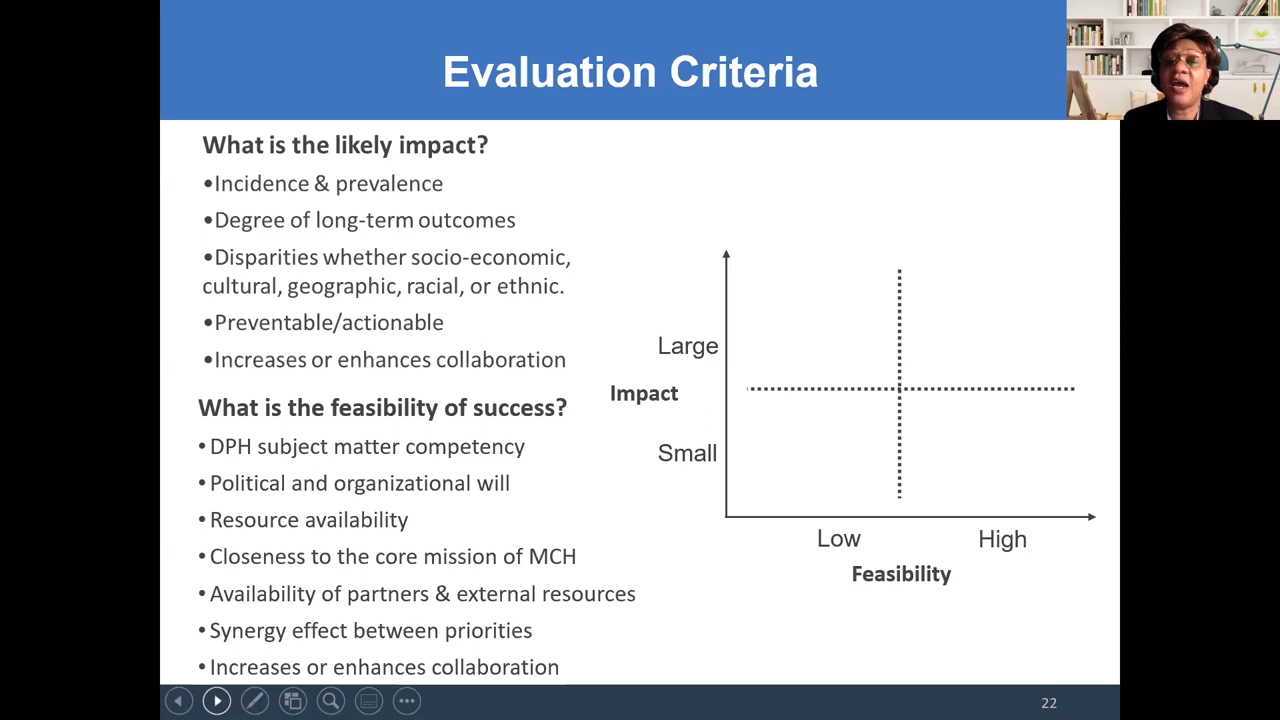 Evaluation Criteria
What is the likely impact?
•Incidence & prevalence
•Degree of long-term outcomes
•Disparities whether socio-economic,
cultural, geographic, racial, or ethnic.
•Preventable/actionable
•Increases or enhances collaboration
What is the feasibility of success?
• DPH subject matter competency
• Political and organizational will
• Resource availability
• Closeness to the core mission of MCH
• Availability of partners & external resources
• Synergy effect between priorities
• Increases or enhances collaboration
Large
Impact
Small
Low
High
Feasibility
22